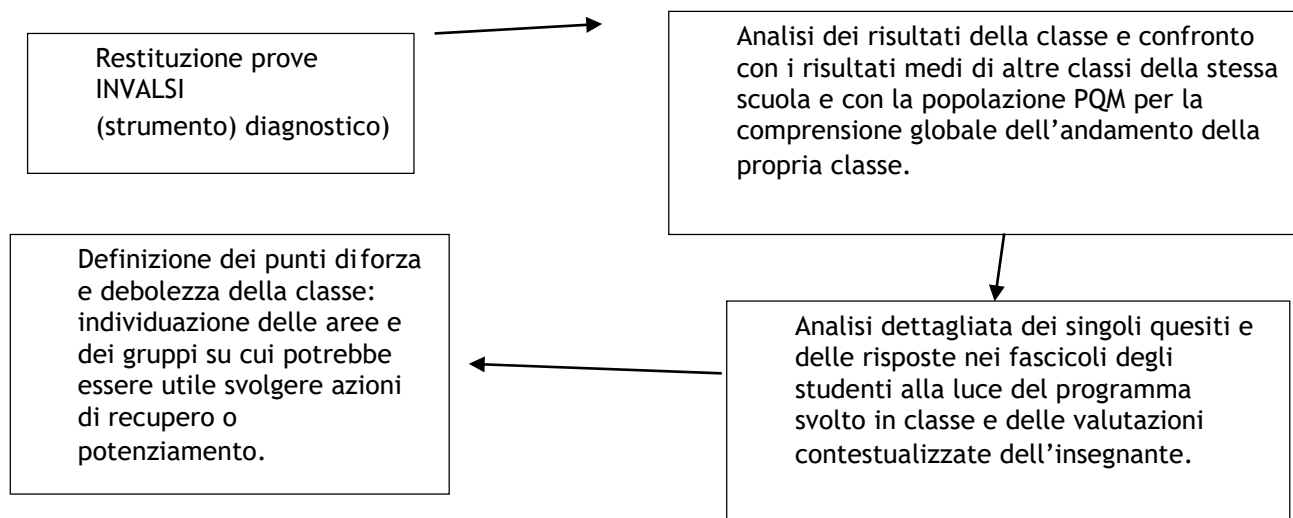 Restituzione prove
INVALSI
(strumento) diagnostico)
Analisi dei risultati della classe e confronto
con i risultati medi di altre classi della stessa
scuola e con la popolazione PQM per la
comprensione globale dell’andamento della
propria classe.
Analisi dettagliata dei singoli quesiti e
delle risposte nei fascicoli degli
studenti alla luce del programma
svolto in classe e delle valutazioni
contestualizzate dell’insegnante.
Definizione dei punti di forza
e debolezza della classe:
individuazione delle aree e
dei gruppi su cui potrebbe
essere utile svolgere azioni
di recupero o
potenziamento.